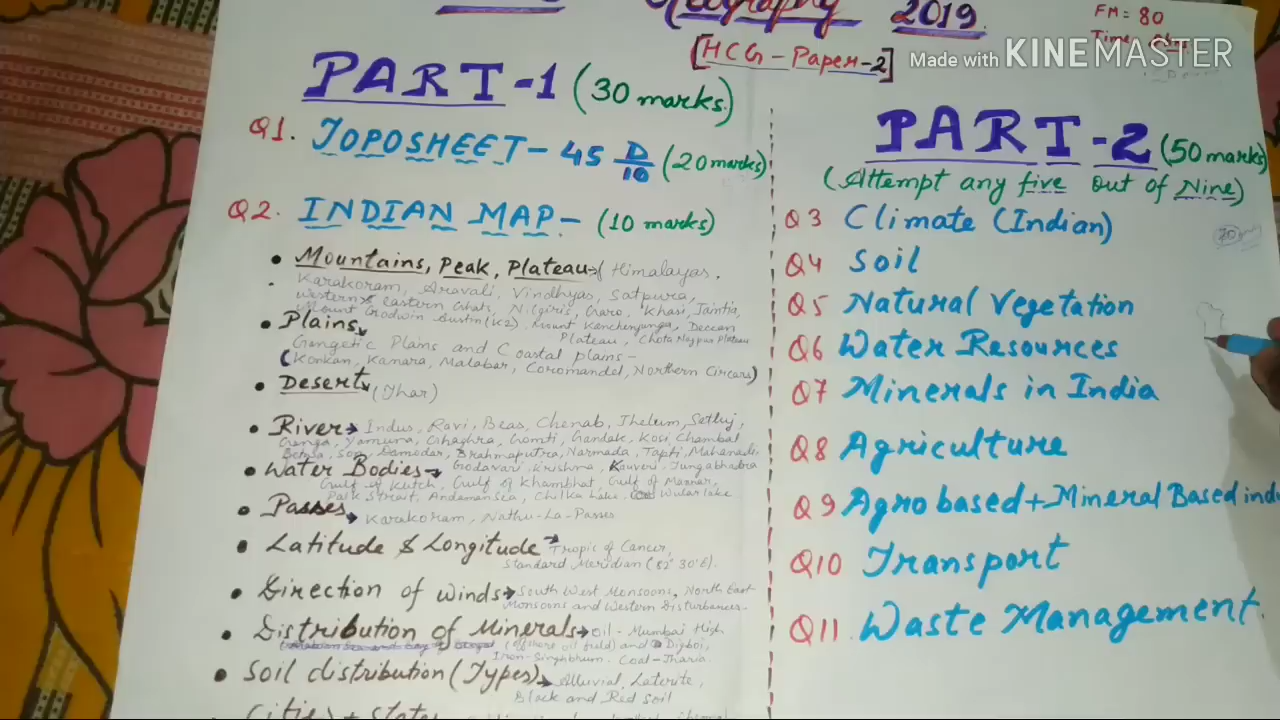 Geography 2019
FM = 80
Time
[HCG - Paper - 2]
Made with KINEMASTER
PART-1 (30 marks)
Q1. TOPOSHEET - 45 D/10 (20 marks)
Q2. INDIAN MAP - (10 marks)
• Mountains, Peak, Plateau → (Himalayas,
Karakoram, Aravali, Vindhyas, Satpura,
Western & eastern Ghats, Nilgiris, Garo, Khasi, Jantia,
Mount Godwin Austin (K2), Mount Kanchenjunga, Deccan
Plateau, Chota Nagpur Plateau
• Plains
Gangetic Plains and Coastal plains -
(Konkan, Kanara, Malabar, Coromandel, Northern Circars)
• Desert (Thar)
• River → Indus, Ravi, Beas, Chenab, Jhelum, Setluj,
Ganga, Yamuna, Ghaghra, Gomti, Gandak, Kosi, Chambal
Betwa, Son, Damodar, Brahmaputra, Narmada, Tapti, Mahanadi,
Godavari, Krishna, Kauveri, Tungabhadra
• Water Bodies →
Gulf of Kutch, Gulf of Khambhat, Gulf of Mannar,
Palk Strait, Andaman Sea, Chilka Lake, Wular lake
• Passes → Karakoram, Nathu-La-Passes
• Latitude & Longitude → Tropic of Cancer,
Standard Meridian (82° 30'E).
• Direction of winds → South West Monsoons, North East
Monsoons and Western Disturbances.
• Distribution of Minerals → Oil - Mumbai High
(offshore oil field) and Digboi,
Iron - Singhbhum, Coal - Jharia.
• Soil distribution (Types) → Alluvial, Laterite,
Black and Red Soil
Cities + States
PART-2 (50 marks)
(Attempt any five out of Nine)
Q3 Climate (Indian)
Q4 Soil
Q5 Natural Vegetation
Q6 Water Resources
Q7 Minerals in India
Q8 Agriculture
Q9 Agro based + Mineral Based ind
Q10 Transport
Q11 Waste Management.